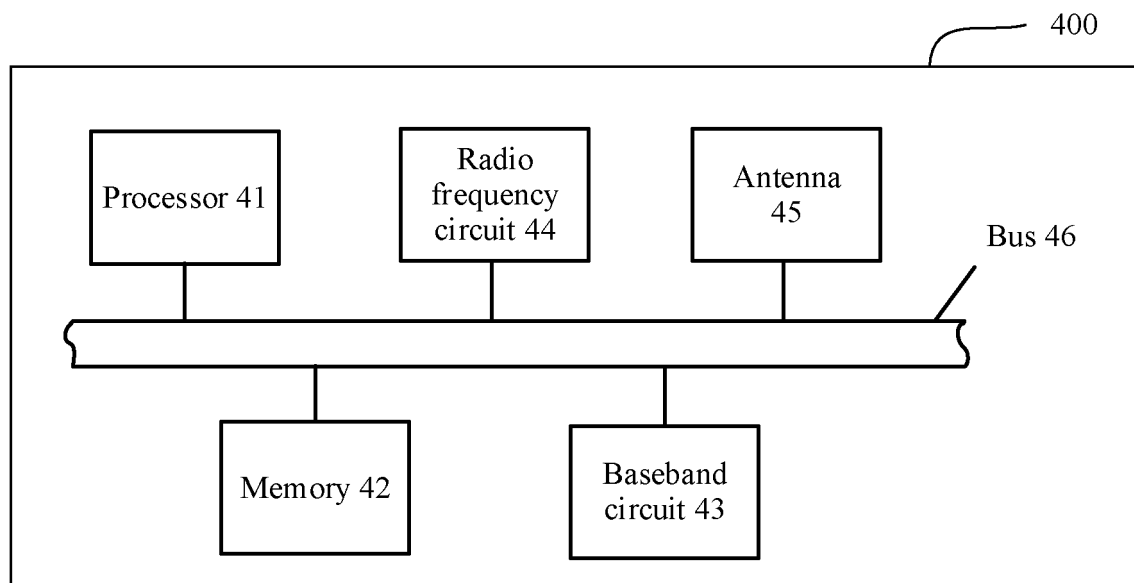 400
Processor 41
Radio
frequency
circuit 44
Antenna
45
Bus 46
Memory 42
Baseband
circuit 43